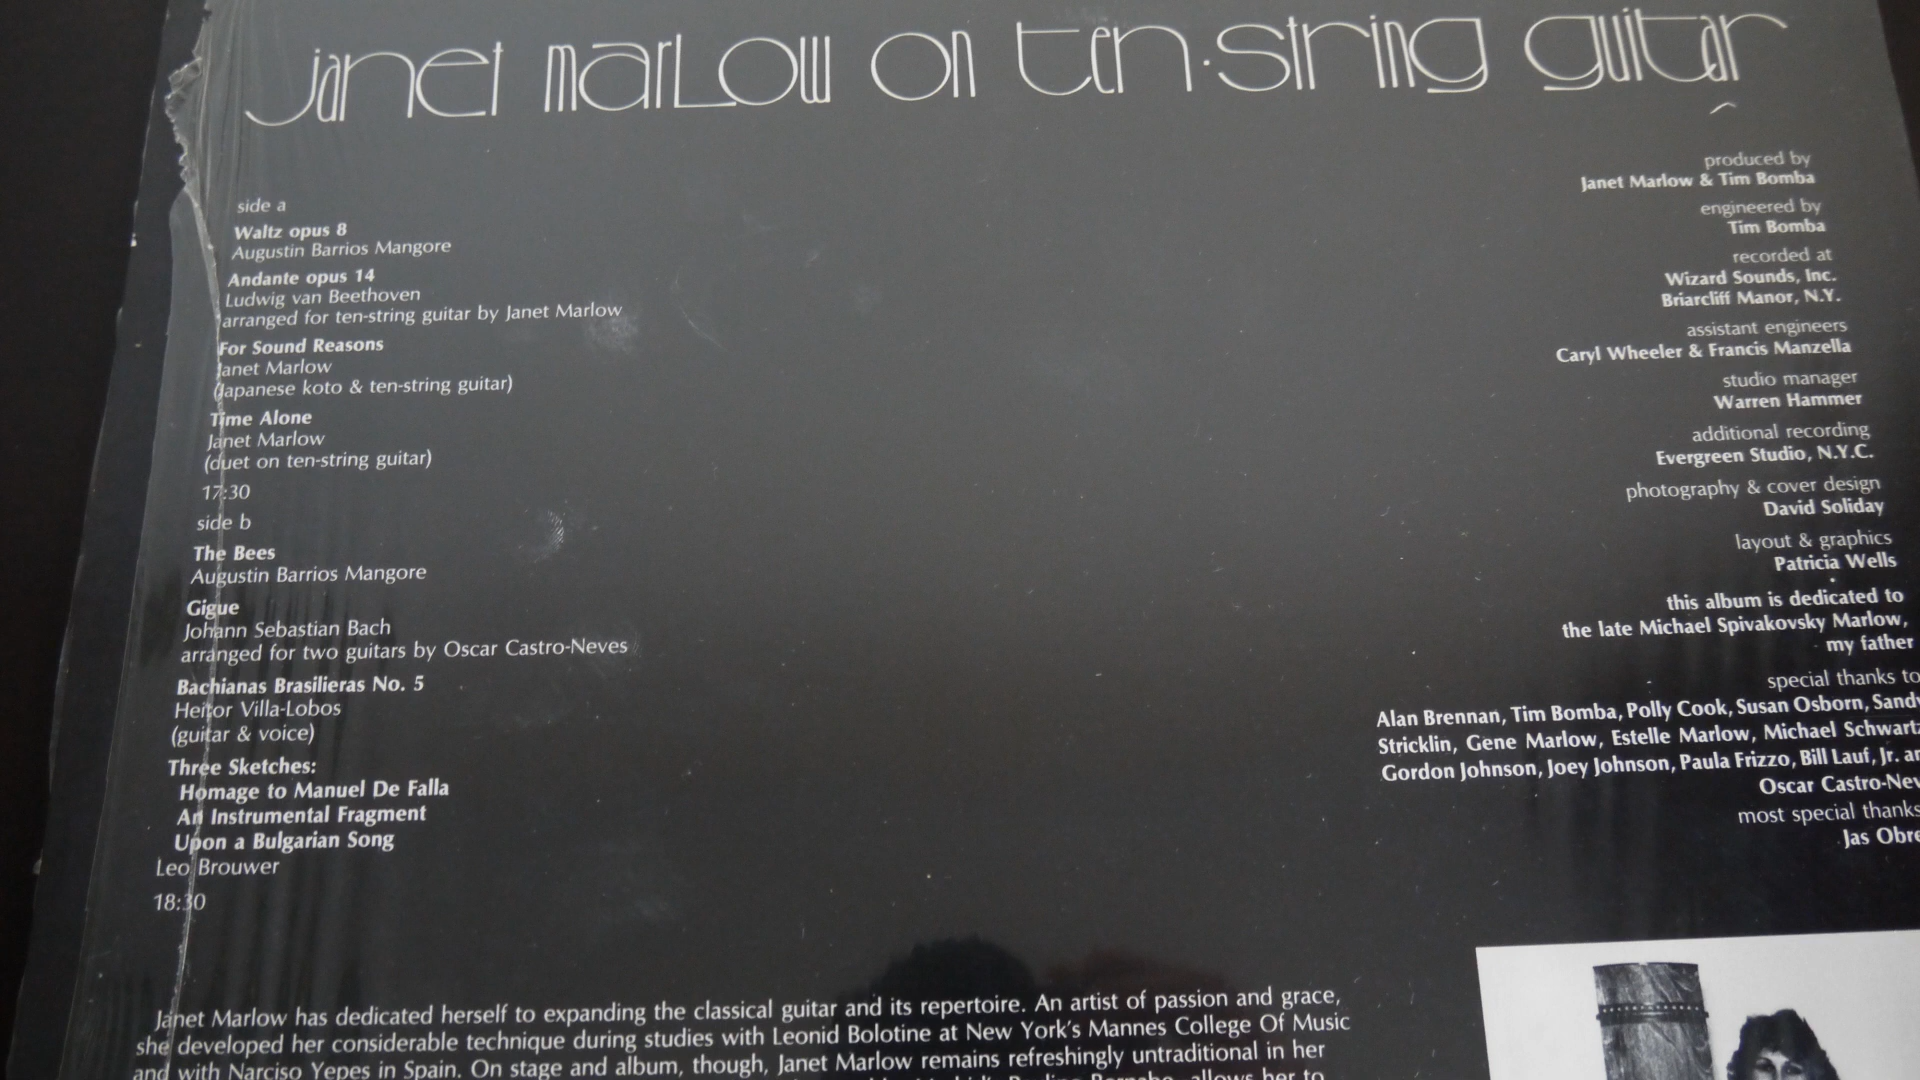 Janet Marlow on ten-string guitar
side a
Waltz opus 8
Augustin Barrios Mangore
Andante opus 14
Ludwig van Beethoven
arranged for ten-string guitar by Janet Marlow
For Sound Reasons
Janet Marlow
(Japanese koto & ten-string guitar)
Time Alone
Janet Marlow
(duet on ten-string guitar)
17:30
side b
The Bees
Augustin Barrios Mangore
Gigue
Johann Sebastian Bach
arranged for two guitars by Oscar Castro-Neves
Bachianas Brasilieras No. 5
Heitor Villa-Lobos
(guitar & voice)
Three Sketches:
Homage to Manuel De Falla
An Instrumental Fragment
Upon a Bulgarian Song
Leo Brouwer
18:30
produced by
Janet Marlow & Tim Bomba
engineered by
Tim Bomba
recorded at
Wizard Sounds, Inc.
Briarcliff Manor, N.Y.
assistant engineers
Caryl Wheeler & Francis Manzella
studio manager
Warren Hammer
additional recording
Evergreen Studio, N.Y.C.
photography & cover design
David Soliday
layout & graphics
Patricia Wells
this album is dedicated to
the late Michael Spivakovsky Marlow,
my father
special thanks to
Alan Brennan, Tim Bomba, Polly Cook, Susan Osborn, Sandy
Stricklin, Gene Marlow, Estelle Marlow, Michael Schwartz
Gordon Johnson, Joey Johnson, Paula Frizzo, Bill Lauf, Jr. an
Oscar Castro-Nev
most special thanks
Jas Obre
Janet Marlow has dedicated herself to expanding the classical guitar and its repertoire. An artist of passion and grace,
she developed her considerable technique during studies with Leonid Bolotine at New York's Mannes College Of Music
and with Narciso Yepes in Spain. On stage and album, though, Janet Marlow remains refreshingly untraditional in her
allows her to